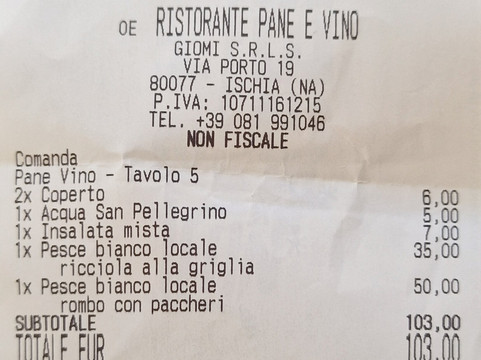 OE RISTORANTE PANE E VINO
GIOMI S.R.L.S.
VIA PORTO 19
80077 - ISCHIA (NA)
P.IVA: 10711161215
TEL. +39 081 991046
NON FISCALE
Comanda
Pane Vino - Tavolo 5
2x Coperto 6,00
1x Acqua San Pellegrino 5,00
1x Insalata mista 7,00
1x Pesce bianco locale 35,00
ricciola alla griglia
1x Pesce bianco locale 50,00
rombo con paccheri
SUBTOTALE 103,00
TOTALE EUR 103,00